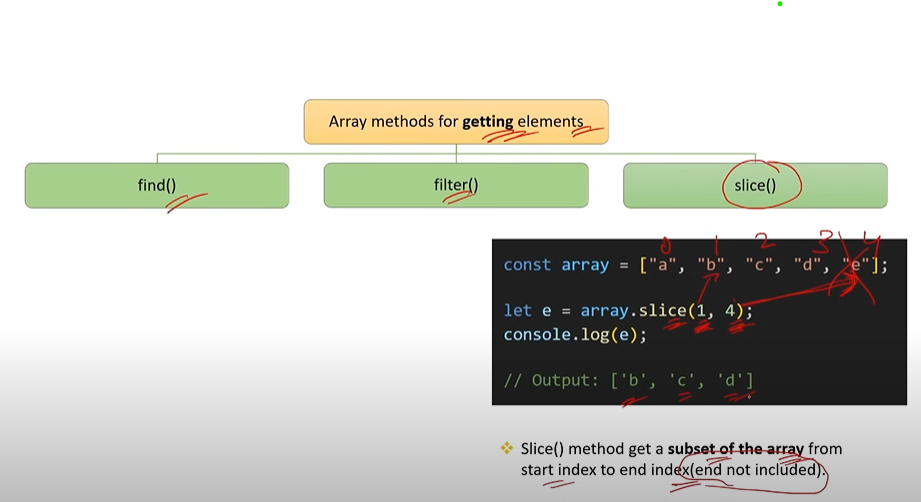 Array methods for getting elements
find()
filter()
slice()
0 1 2 3 4
const array = ["a", "b", "c", "d", "e"];
let e = array.slice(1, 4);
console.log(e);
// Output: ['b', 'c', 'd']
Slice() method get a subset of the array from
start index to end index(end not included).